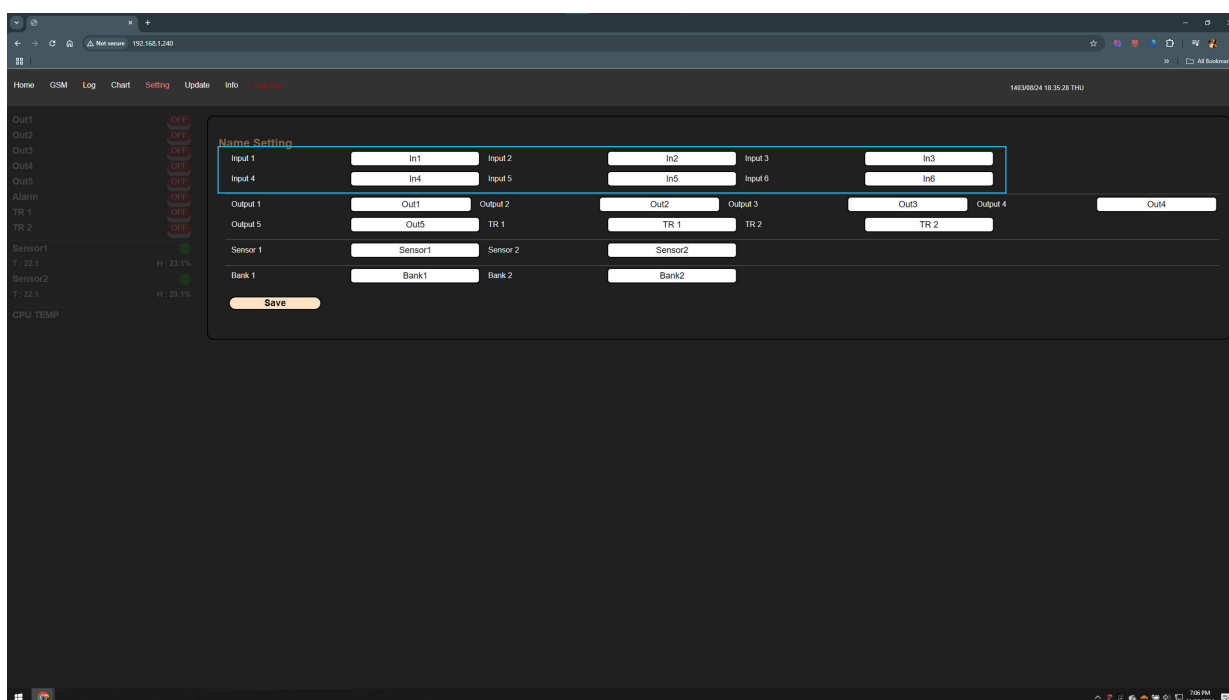 Not secure 192.168.1.240
All Bookmar
Home GSM Log Chart Setting Update Info Log Out
1403/08/24 18:35:28 THU
Out1 OFF
Out2 OFF
Out3 OFF
Out4 OFF
Out5 OFF
Alarm OFF
TR 1 OFF
TR 2 OFF
Sensor1
T : 22.1 H : 23.1%
Sensor2
T : 22.1 H : 23.1%
CPU TEMP
Name Setting
Input 1 In1 Input 2 In2 Input 3 In3
Input 4 In4 Input 5 In5 Input 6 In6
Output 1 Out1 Output 2 Out2 Output 3 Out3 Output 4 Out4
Output 5 Out5 TR 1 TR 1 TR 2 TR 2
Sensor 1 Sensor1 Sensor 2 Sensor2
Bank 1 Bank1 Bank 2 Bank2
Save
7:06 PM